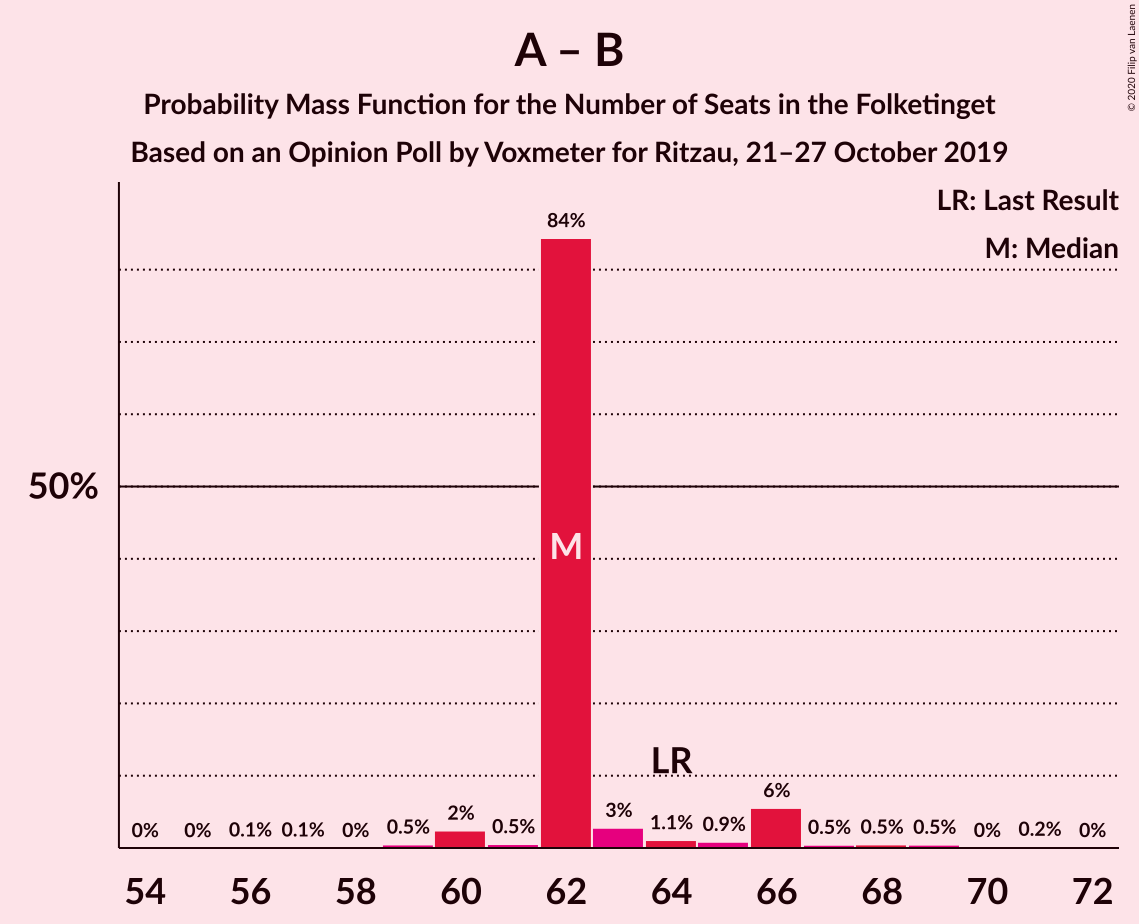 © 2020 Filip van Laenen
A – B
Probability Mass Function for the Number of Seats in the Folketinget
Based on an Opinion Poll by Voxmeter for Ritzau, 21–27 October 2019
LR: Last Result
M: Median
84%
50%
M
LR
0% 0% 0.1% 0.1% 0% 0.5% 2% 0.5% 3% 1.1% 0.9% 6% 0.5% 0.5% 0.5% 0% 0.2% 0%
54 56 58 60 62 64 66 68 70 72